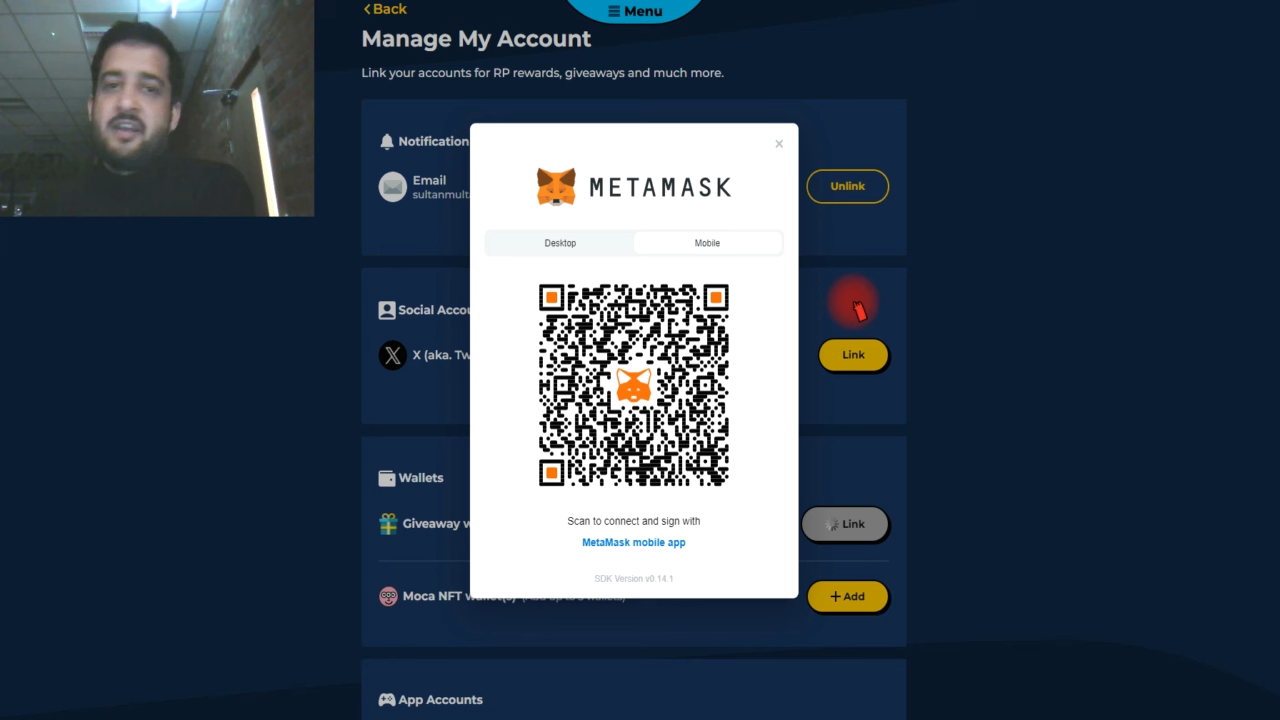 Back
Menu
Manage My Account
Link your accounts for RP rewards, giveaways and much more.
Notification
Email
sultanmult
Unlink
METAMASK
Desktop
Mobile
Social Accou
X (aka. Tw
Link
Wallets
Giveaway w
Link
Scan to connect and sign with
MetaMask mobile app
SDK Version v0.14.1
Moca NFT
+ Add
App Accounts